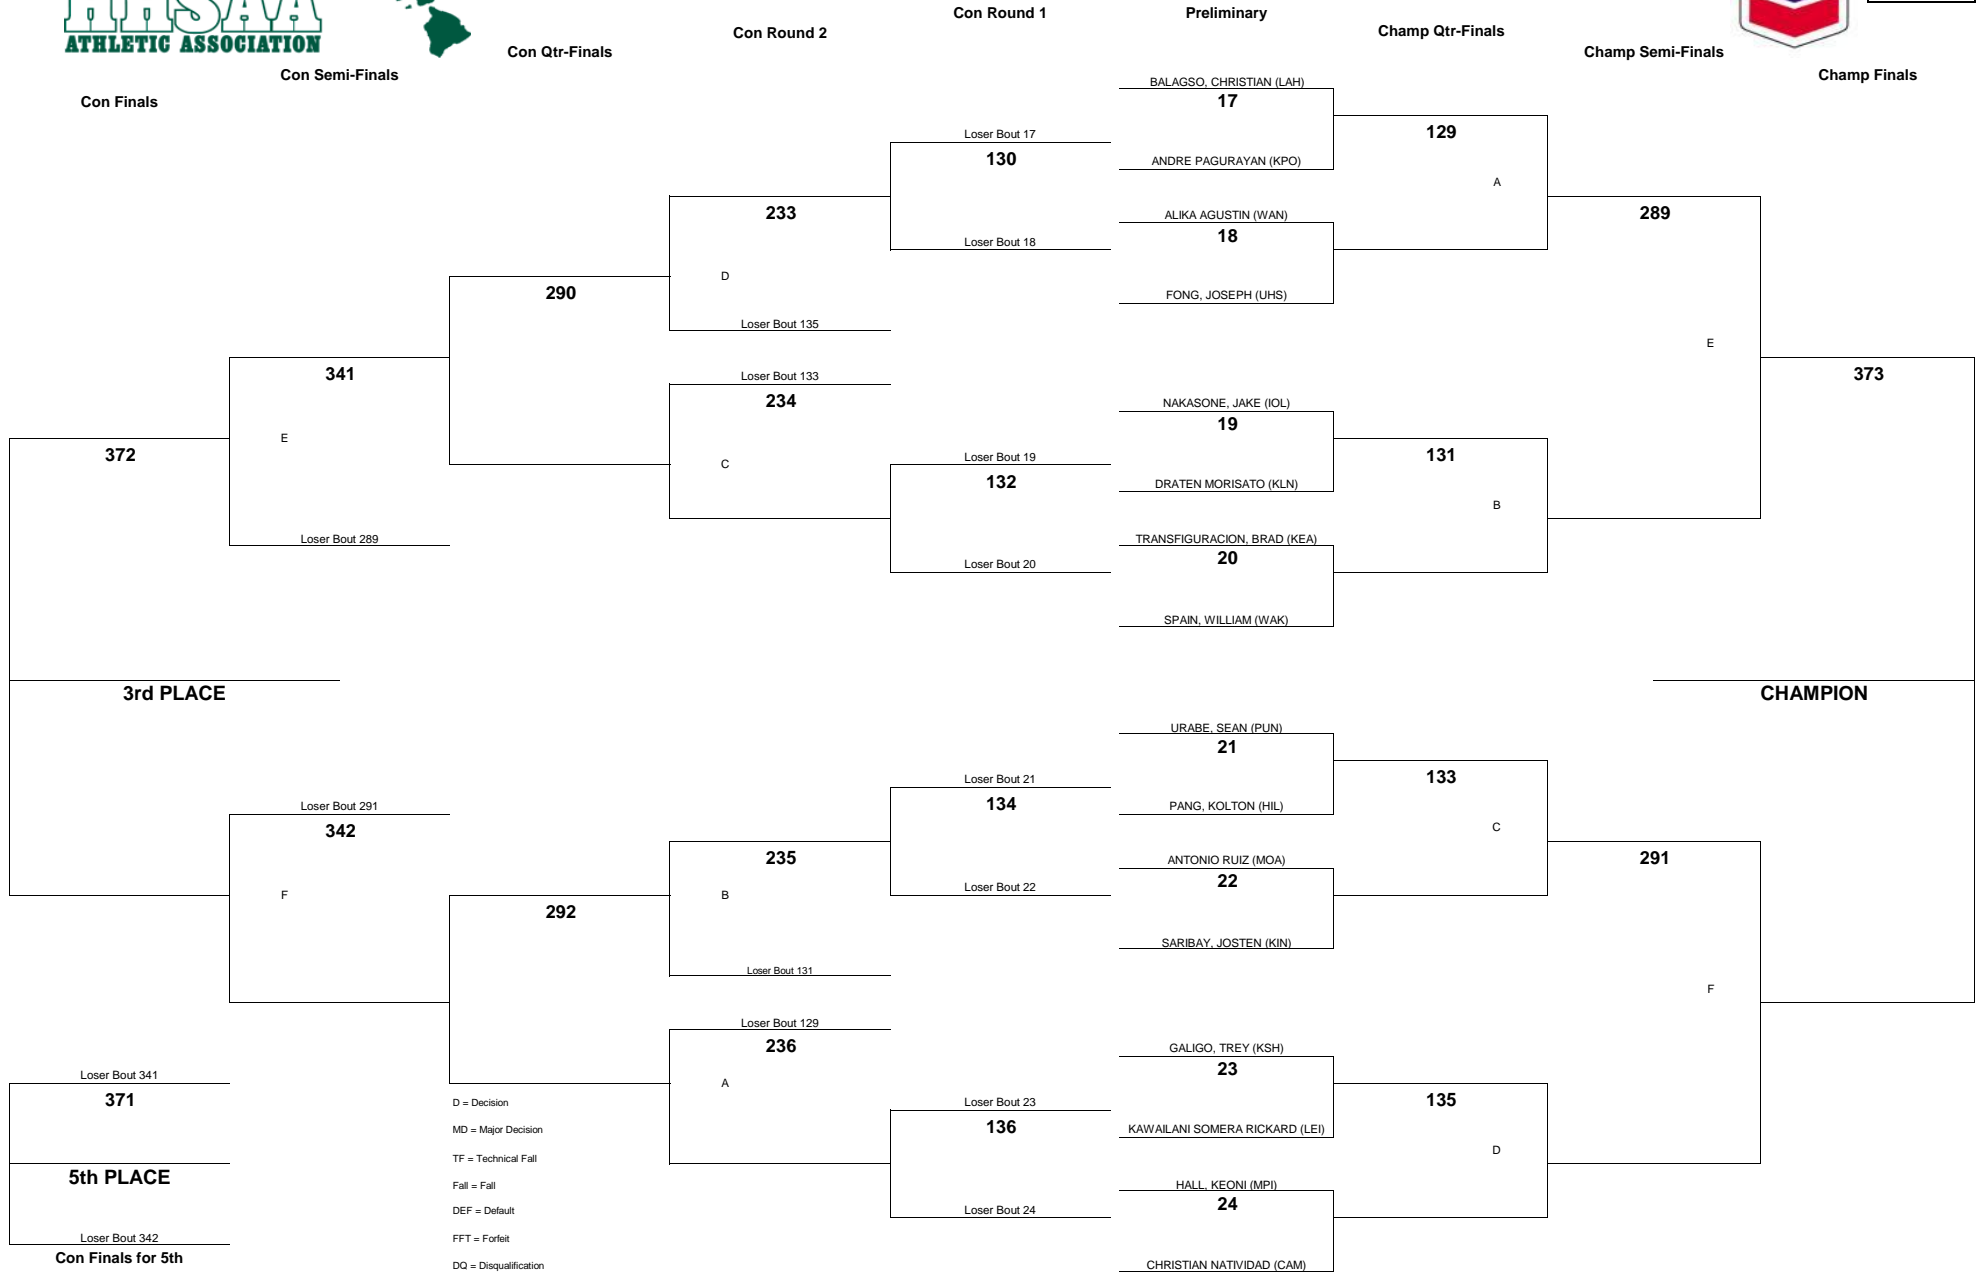 HHSAA
ATHLETIC ASSOCIATION
Con Finals
Con Semi-Finals
Con Qtr-Finals
Con Round 2
Con Round 1
Preliminary
Champ Qtr-Finals
Champ Semi-Finals
Champ Finals
BALAGSO, CHRISTIAN (LAH)
17
ANDRE PAGURAYAN (KPO)
ALIKA AGUSTIN (WAN)
18
FONG, JOSEPH (UHS)
NAKASONE, JAKE (IOL)
19
DRATEN MORISATO (KLN)
TRANSFIGURACION, BRAD (KEA)
20
SPAIN, WILLIAM (WAK)
URABE, SEAN (PUN)
21
PANG, KOLTON (HIL)
ANTONIO RUIZ (MOA)
22
SARIBAY, JOSTEN (KIN)
GALIGO, TREY (KSH)
23
KAWAILANI SOMERA RICKARD (LEI)
HALL, KEONI (MPI)
24
CHRISTIAN NATIVIDAD (CAM)
129
A
131
B
133
C
135
D
289
E
291
F
373
CHAMPION
Loser Bout 17
130
Loser Bout 18
Loser Bout 19
132
Loser Bout 20
Loser Bout 21
134
Loser Bout 22
Loser Bout 23
136
Loser Bout 24
233
D
Loser Bout 135
Loser Bout 133
234
C
235
B
Loser Bout 131
Loser Bout 129
236
A
290
292
341
E
Loser Bout 289
Loser Bout 291
342
F
372
3rd PLACE
Loser Bout 341
371
5th PLACE
Loser Bout 342
Con Finals for 5th
D = Decision
MD = Major Decision
TF = Technical Fall
Fall = Fall
DEF = Default
FFT = Forfeit
DQ = Disqualification